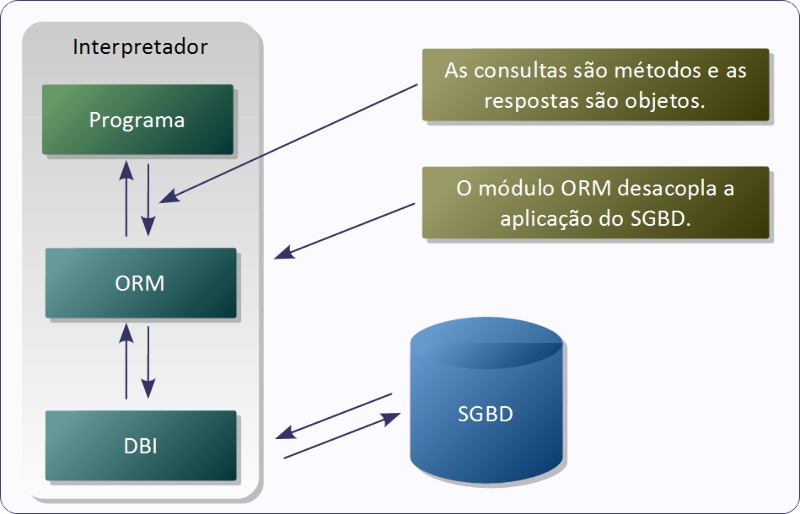 Interpretador
Programa
As consultas são métodos e as
respostas são objetos.
O módulo ORM desacopla a
aplicação do SGBD.
ORM
SGBD
DBI